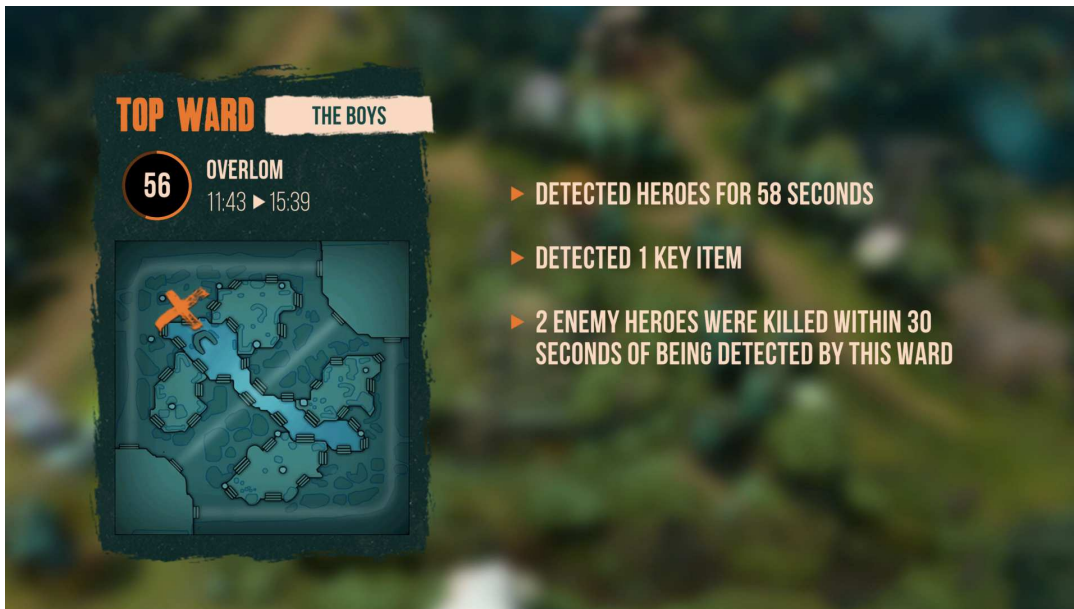 TOP WARD
THE BOYS
56
OVERLOM
11:43 ▶ 15:39
DETECTED HEROES FOR 58 SECONDS
DETECTED 1 KEY ITEM
2 ENEMY HEROES WERE KILLED WITHIN 30
SECONDS OF BEING DETECTED BY THIS WARD